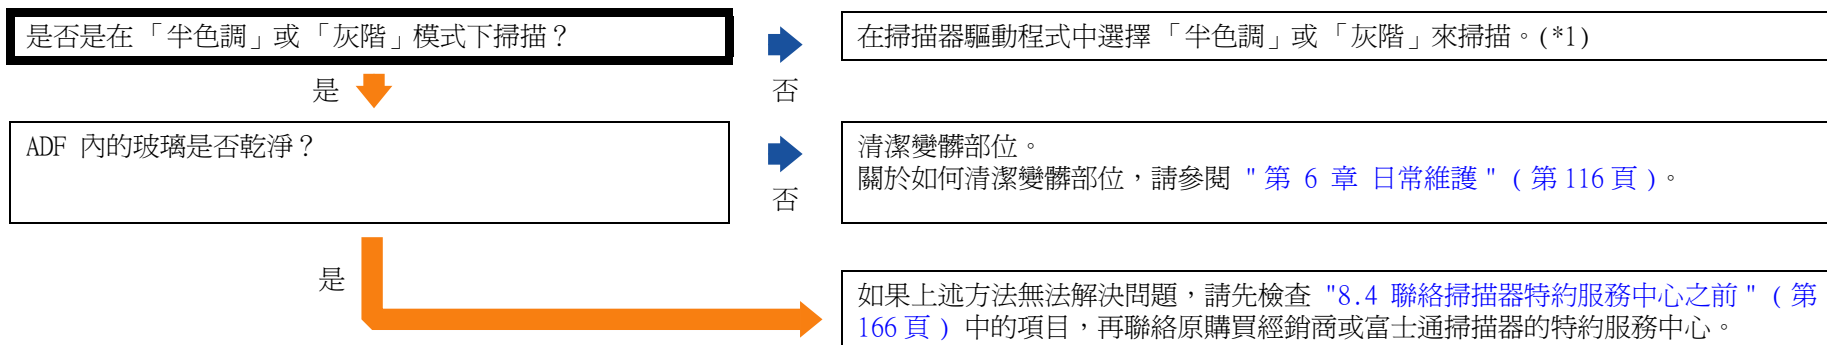 是否是在「半色調」或「灰階」模式下掃描？
在掃描器驅動程式中選擇「半色調」或「灰階」來掃描。(*1)
是
否
ADF 內的玻璃是否乾淨？
清潔變髒部位。
關於如何清潔變髒部位，請參閱 "第 6 章 日常維護" (第 116 頁)。
否
是
如果上述方法無法解決問題，請先檢查 "8.4 聯絡掃描器特約服務中心之前" (第
166 頁) 中的項目，再聯絡原購買經銷商或富士通掃描器的特約服務中心。